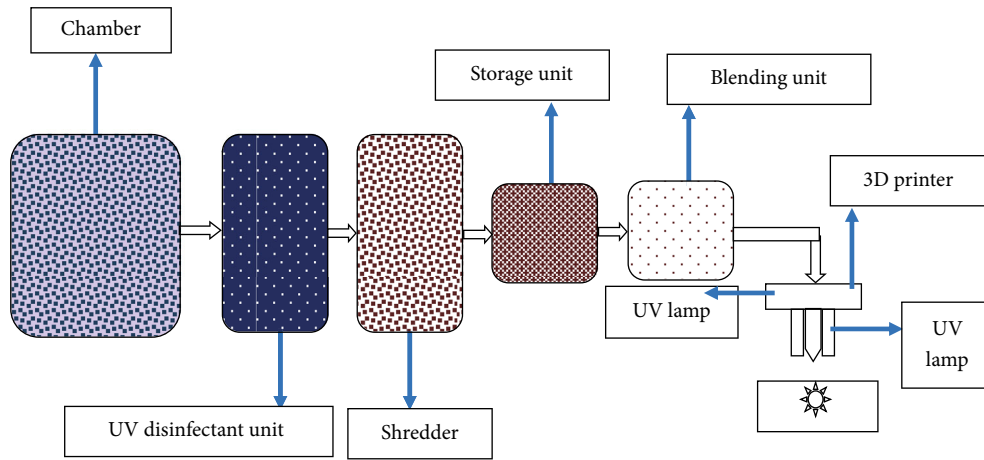 Chamber
Storage unit
Blending unit
3D printer
UV lamp
UV
lamp
UV disinfectant unit
Shredder